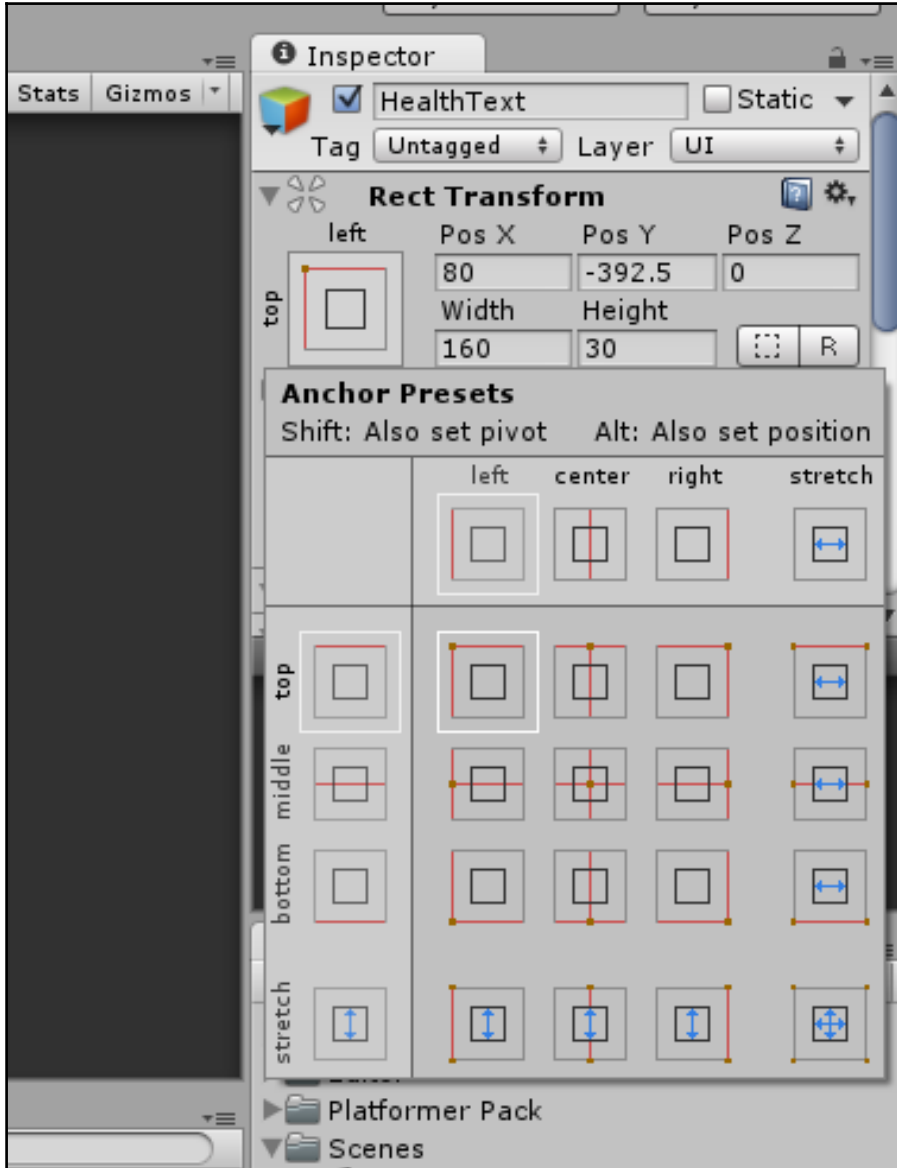 Inspector
Stats Gizmos
HealthText Static
Tag Untagged Layer UI
Rect Transform
left Pos X Pos Y Pos Z
80 -392.5 0
top
Width Height
160 30 R
Anchor Presets
Shift: Also set pivot Alt: Also set position
left center right stretch
top
middle
bottom
stretch
Platformer Pack
Scenes